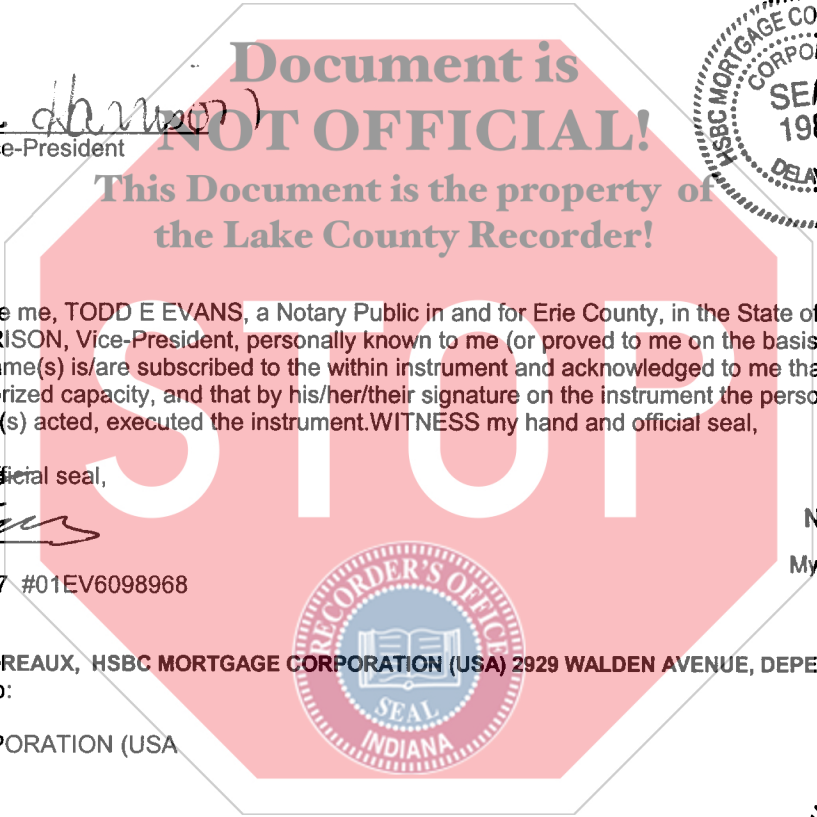 Document is
HSBC MORTGAGE CO
CORPO
SEA
198
DELA
Harrison
NOT OFFICIAL!
e-President
This Document is the property of
the Lake County Recorder!
e me, TODD E EVANS, a Notary Public in and for Erie County, in the State of
RISON, Vice-President, personally known to me (or proved to me on the basis
me(s) is/are subscribed to the within instrument and acknowledged to me tha
rized capacity, and that by his/her/their signature on the instrument the perso
(s) acted, executed the instrument.WITNESS my hand and official seal,
STOP
ficial seal,
N
My
7 #01EV6098968
RECORDER'S OFFICE
REAUX, HSBC MORTGAGE CORPORATION (USA) 2929 WALDEN AVENUE, DEPE
o:
SEAL
INDIANA
PORATION (USA